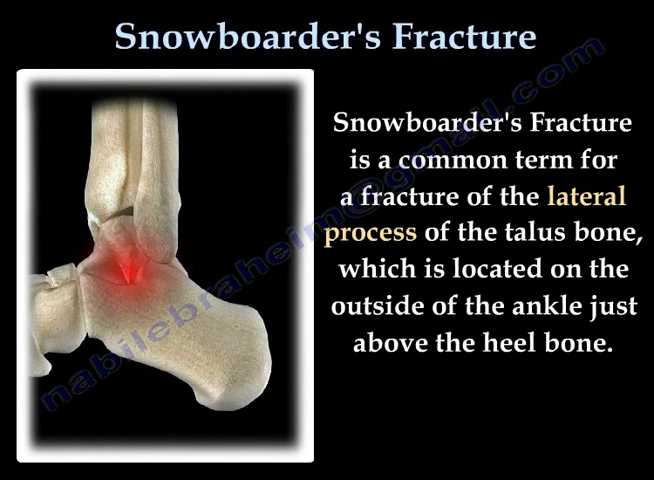 Snowboarder's Fracture
Snowboarder's Fracture
is a common term for
a fracture of the lateral
process of the talus bone,
which is located on the
outside of the ankle just
above the heel bone.
nabilebraheim@gmail.com